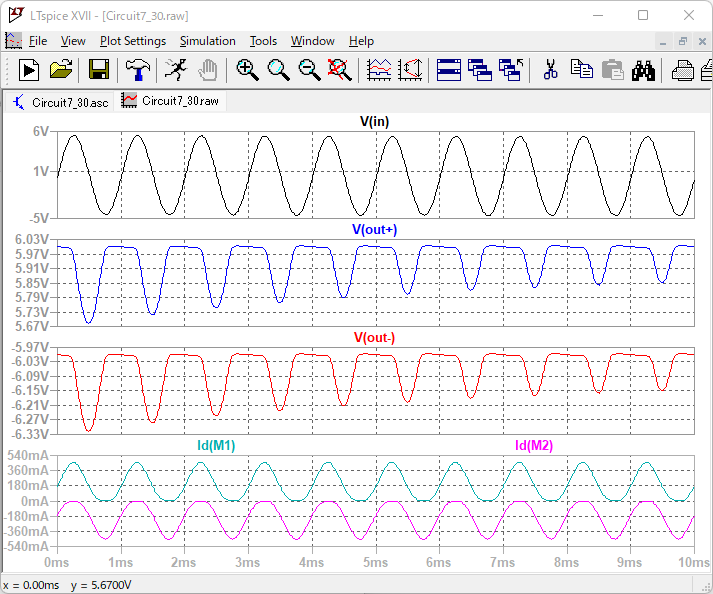 LTspice XVII - [Circuit7_30.raw]
File View Plot Settings Simulation Tools Window Help
Circuit7_30.asc Circuit7_30.raw
V(in)
6V
1V
-5V
V(out+)
6.03V
5.97V
5.91V
5.85V
5.79V
5.73V
5.67V
V(out-)
-5.97V
-6.03V
-6.09V
-6.15V
-6.21V
-6.27V
-6.33V
Id(M1) Id(M2)
540mA
360mA
180mA
0mA
-180mA
-360mA
-540mA
0ms 1ms 2ms 3ms 4ms 5ms 6ms 7ms 8ms 9ms 10ms
x = 0.00ms y = 5.6700V